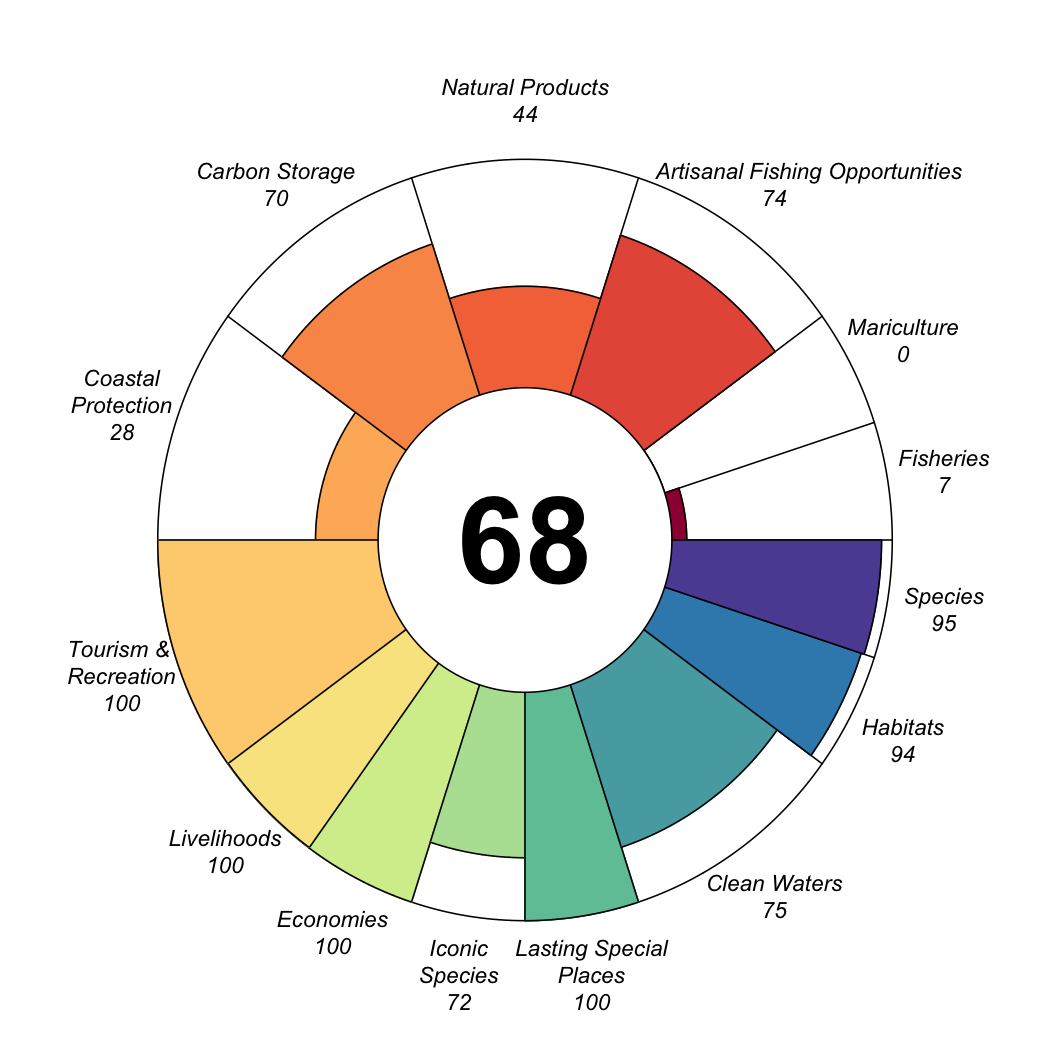 Natural Products
44
Carbon Storage
70
Artisanal Fishing Opportunities
74
Mariculture
0
Coastal
Protection
28
Fisheries
7
68
Species
95
Tourism &
Recreation
100
Habitats
94
Livelihoods
100
Clean Waters
75
Economies
100
Iconic
Species
72
Lasting Special
Places
100